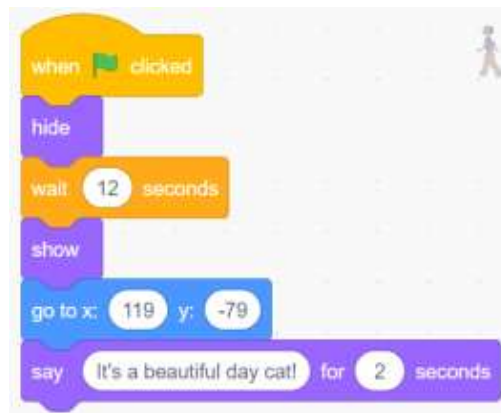 when clicked
hide
wait 12 seconds
show
go to x: 119 y: -79
say It's a beautiful day cat! for 2 seconds